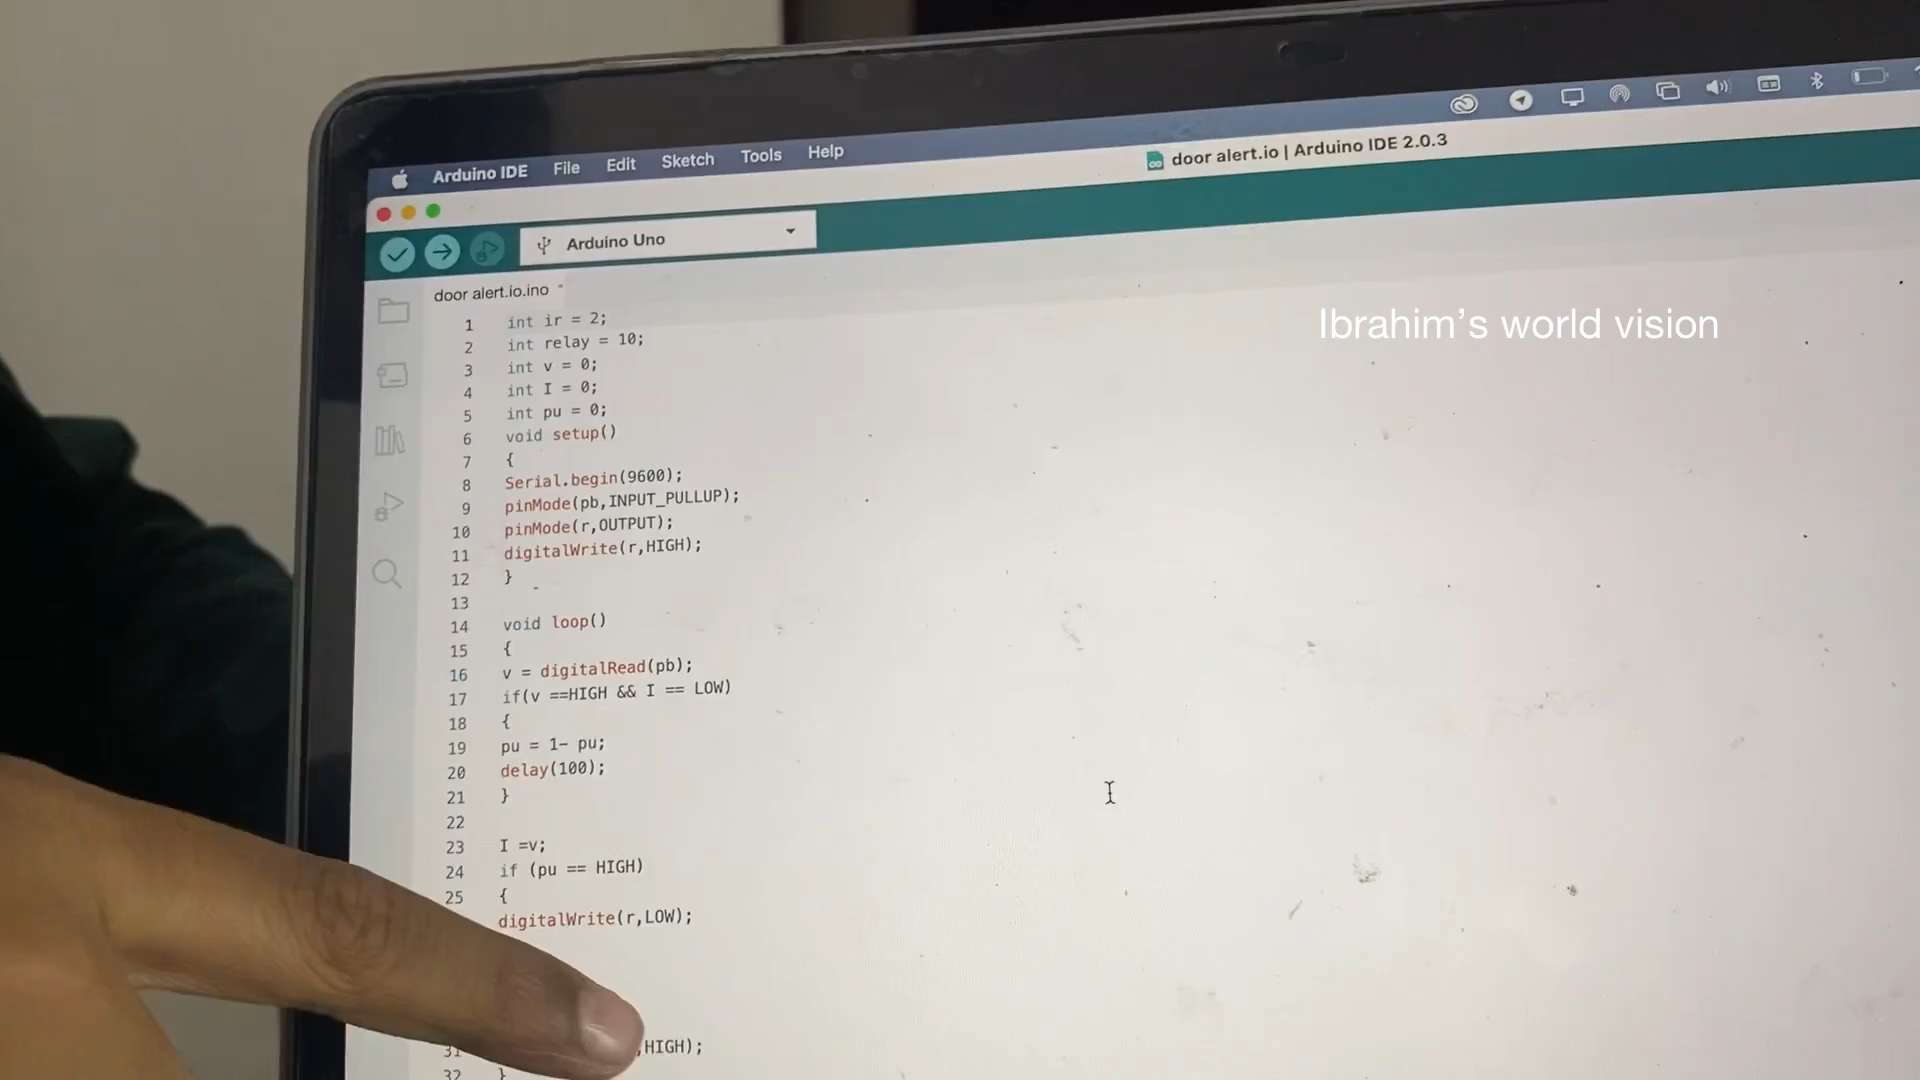 Arduino IDE File Edit Sketch Tools Help
door alert.io | Arduino IDE 2.0.3
Arduino Uno
door alert.io.ino
Ibrahim's world vision
1 int ir = 2;
2 int relay = 10;
3 int v = 0;
4 int I = 0;
5 int pu = 0;
6 void setup()
7 {
8 Serial.begin(9600);
9 pinMode(pb,INPUT_PULLUP);
10 pinMode(r,OUTPUT);
11 digitalWrite(r,HIGH);
12 }
13
14 void loop()
15 {
16 v = digitalRead(pb);
17 if(v ==HIGH && I == LOW)
18 {
19 pu = 1- pu;
20 delay(100);
21 }
22
23 I =v;
24 if (pu == HIGH)
25 {
digitalWrite(r,LOW);
31 ,HIGH);
32 }